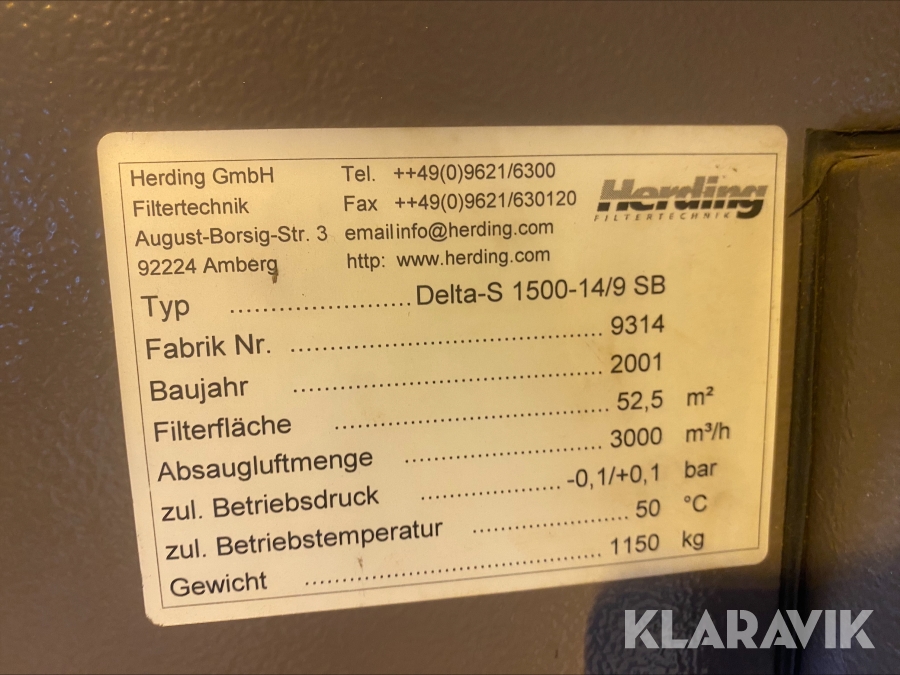 Herding GmbH
Filtertechnik
August-Borsig-Str. 3
92224 Amberg
Tel. ++49(0)9621/6300
Fax ++49(0)9621/630120
email info@herding.com
http: www.herding.com
Herding
FILTERTECHNIK
Typ ..................... Delta-S 1500-14/9 SB
Fabrik Nr. ..................... 9314
Baujahr ..................... 2001
Filterfläche ..................... 52,5 m²
Absaugluftmenge ..................... 3000 m³/h
zul. Betriebsdruck ..................... -0,1/+0,1 bar
zul. Betriebstemperatur ..................... 50 °C
Gewicht ..................... 1150 kg
KLARAVIK